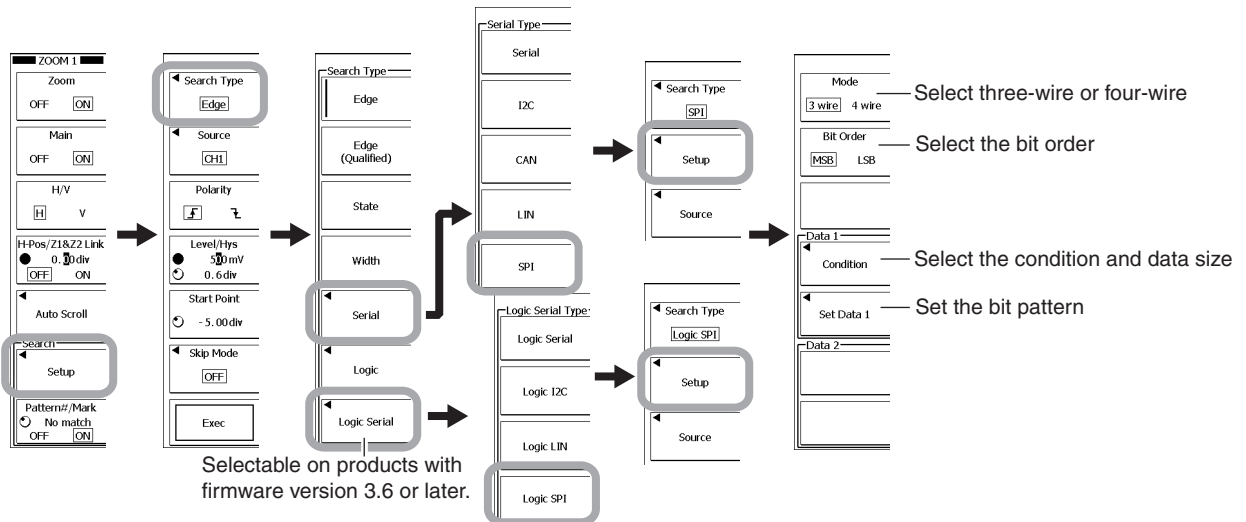 ZOOM 1
Zoom
OFF ON
Main
OFF ON
H/V
H V
H-Pos/Z1&Z2 Link
0.00div
OFF ON
Auto Scroll
Search
Setup
Pattern#/Mark
No match
OFF ON
Search Type
Edge
Source
CH1
Polarity
Level/Hys
500mV
0.6div
Start Point
-5.00div
Skip Mode
OFF
Exec
Search Type
Edge
Edge
(Qualified)
State
Width
Serial
Logic
Logic Serial
Selectable on products with
firmware version 3.6 or later.
Serial Type
Serial
I2C
CAN
LIN
SPI
Logic Serial Type
Logic Serial
Logic I2C
Logic LIN
Logic SPI
Search Type
SPI
Setup
Source
Search Type
Logic SPI
Setup
Source
Mode
3 wire 4 wire
Bit Order
MSB LSB
Data 1
Condition
Set Data 1
Data 2
Select three-wire or four-wire
Select the bit order
Select the condition and data size
Set the bit pattern